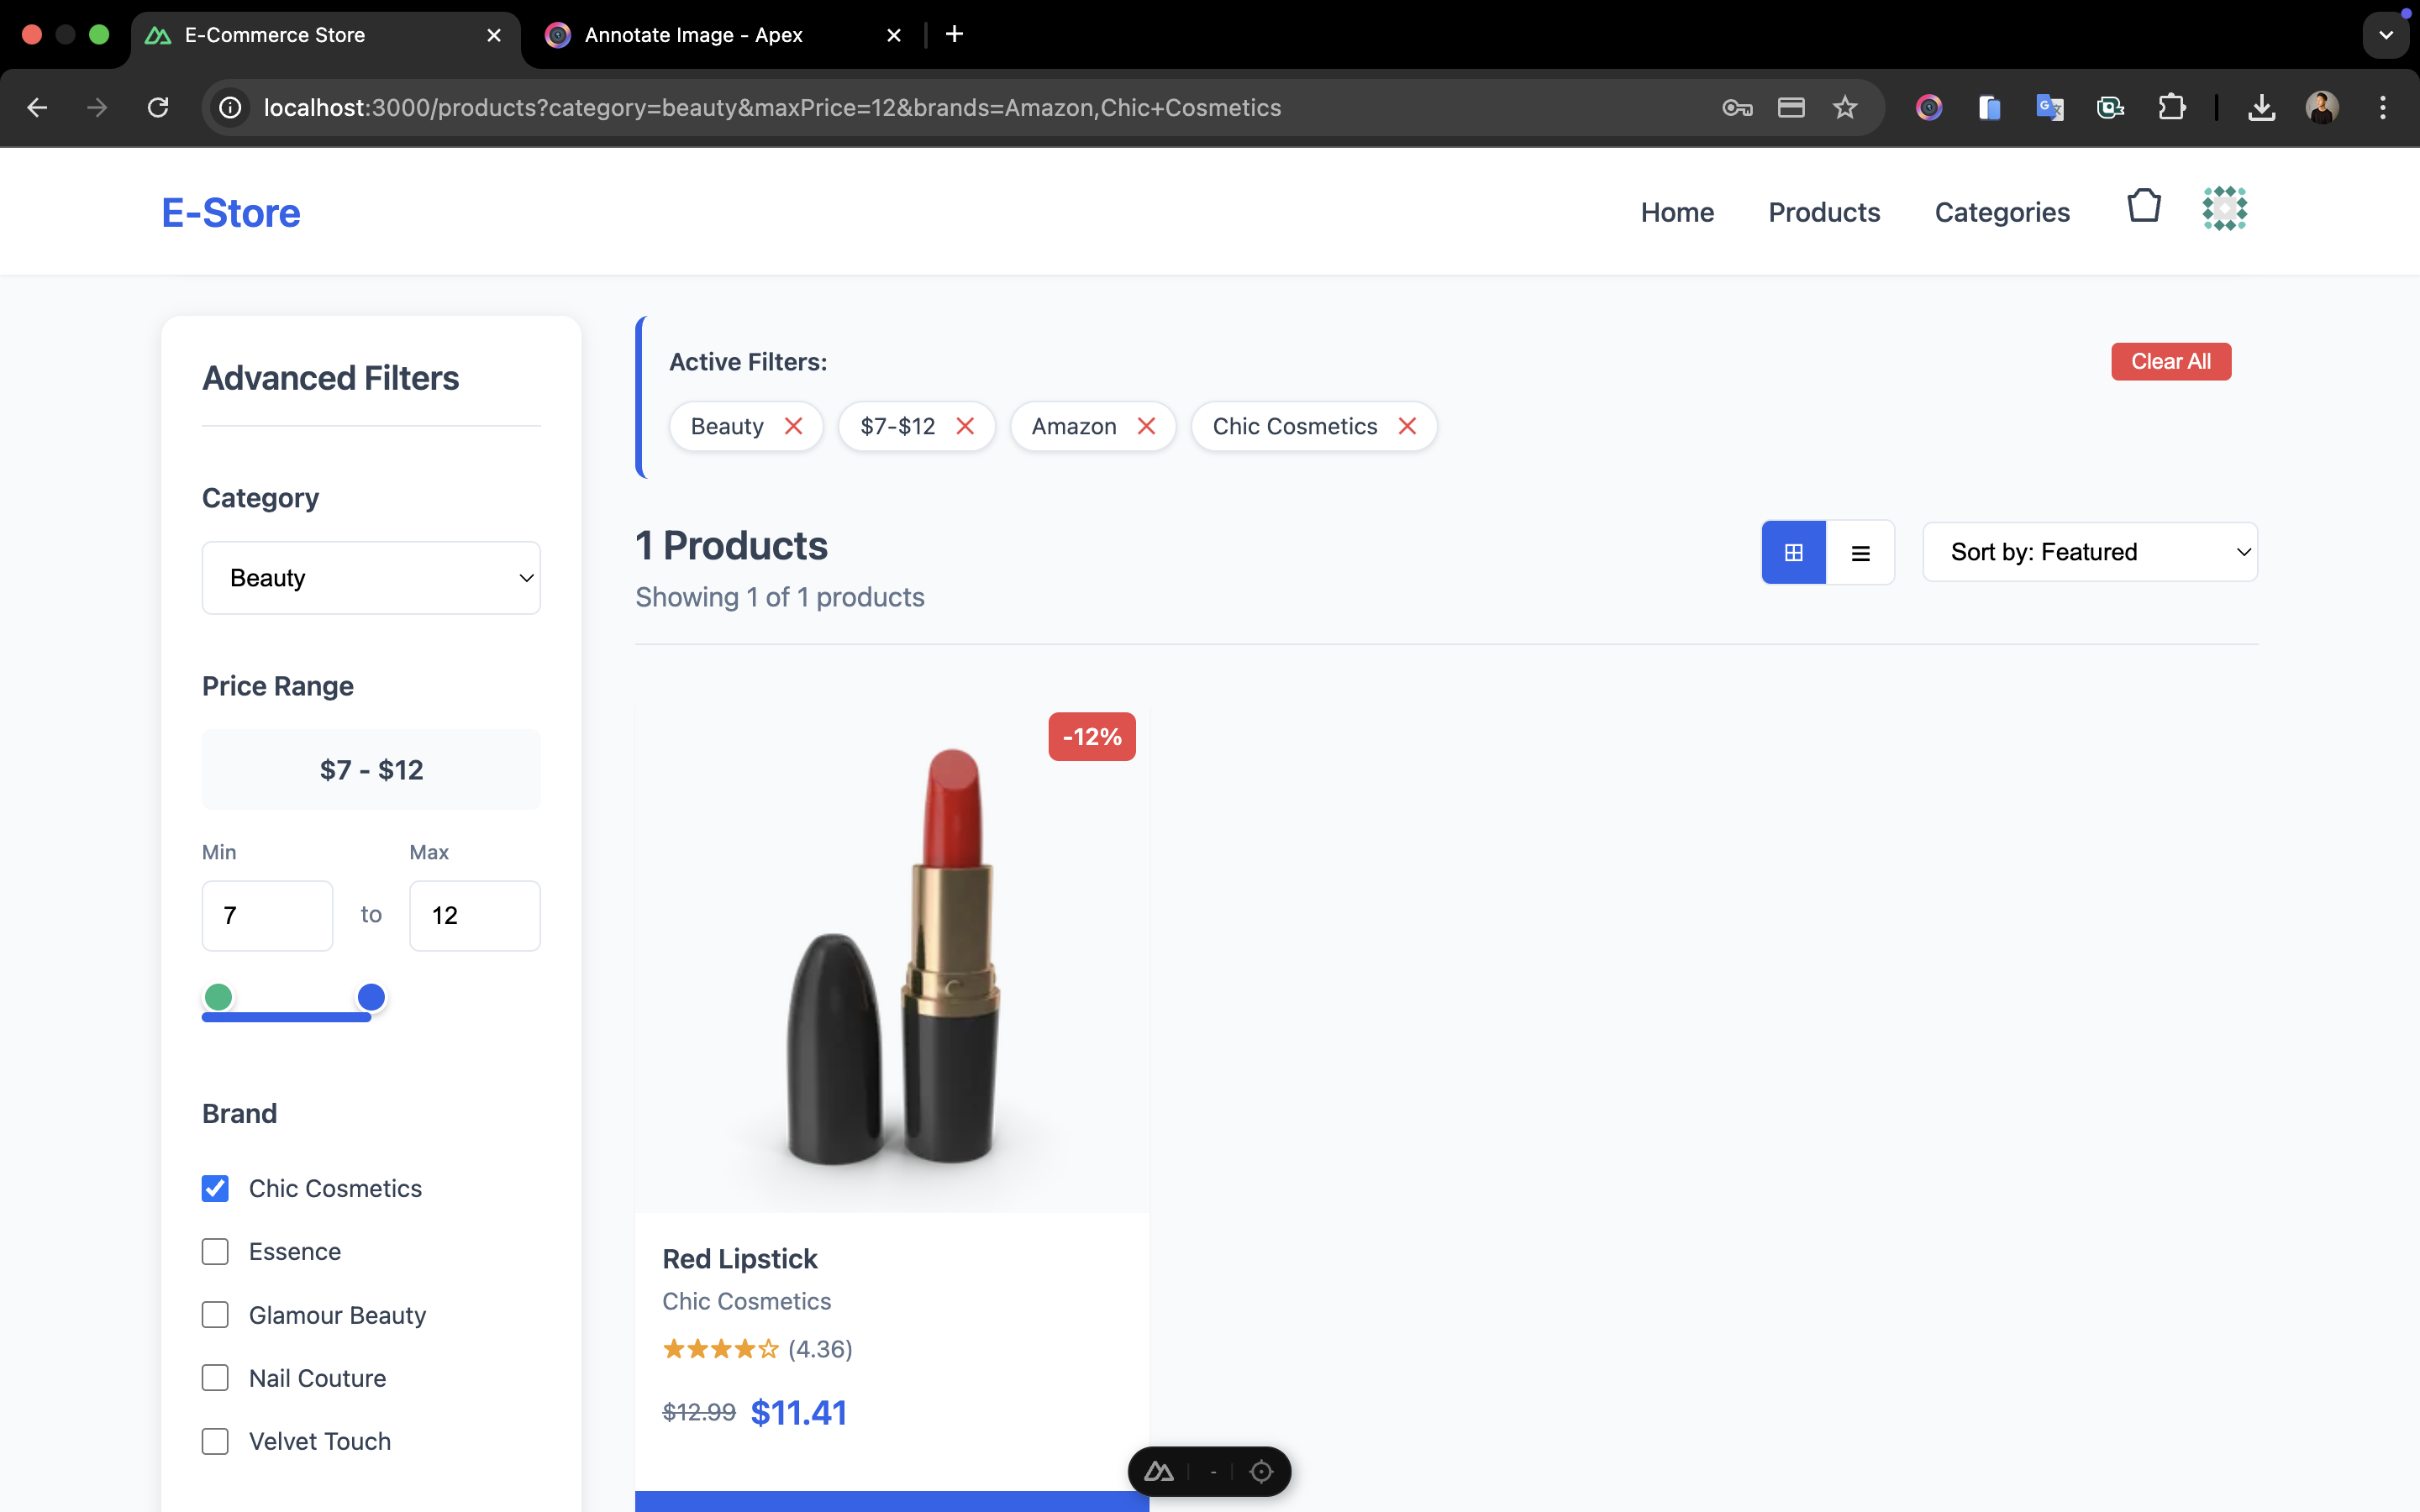 E-Commerce Store
Annotate Image - Apex
localhost:3000/products?category=beauty&maxPrice=12&brands=Amazon,Chic+Cosmetics
E-Store
Home
Products
Categories
Advanced Filters
Category
Beauty
Price Range
$7 - $12
Min
Max
7
to
12
Brand
Chic Cosmetics
Essence
Glamour Beauty
Nail Couture
Velvet Touch
Active Filters:
Clear All
Beauty
$7-$12
Amazon
Chic Cosmetics
1 Products
Showing 1 of 1 products
Sort by: Featured
-12%
Red Lipstick
Chic Cosmetics
(4.36)
$12.99 $11.41
-